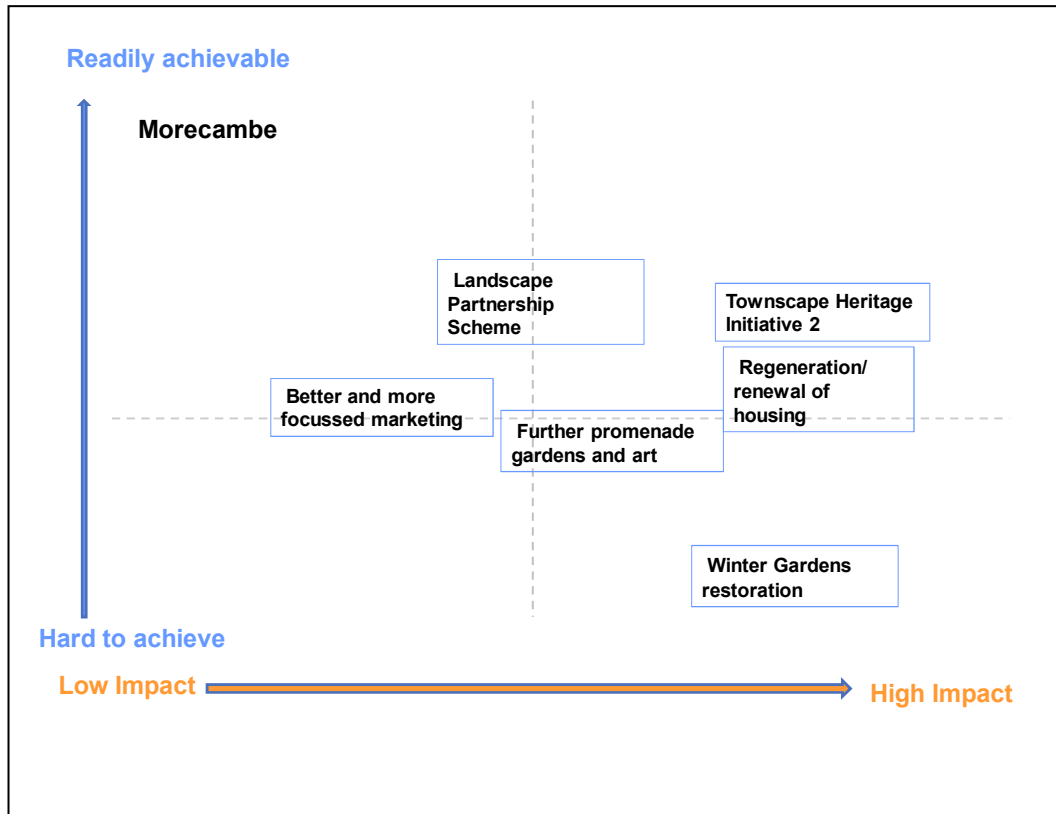 Readily achievable
Morecambe
Landscape
Partnership
Scheme
Townscape Heritage
Initiative 2
Regeneration/
renewal of
housing
Better and more
focussed marketing
Further promenade
gardens and art
Winter Gardens
restoration
Hard to achieve
Low Impact
High Impact